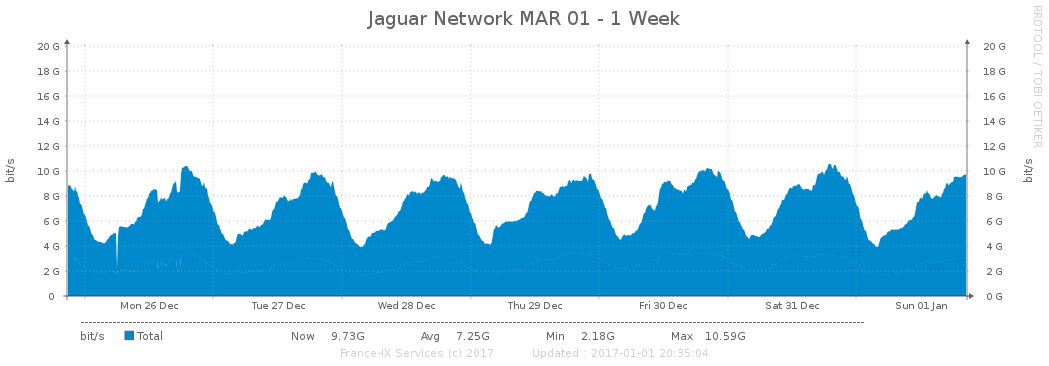 Jaguar Network MAR 01 - 1 Week
RRDTOOL / TOBI OETIKER
bit/s
20 G 20 G
18 G 18 G
16 G 16 G
14 G 14 G
12 G 12 G
10 G 10 G
8 G 8 G
6 G 6 G
4 G 4 G
2 G 2 G
0 0 G
bit/s
Mon 26 Dec Tue 27 Dec Wed 28 Dec Thu 29 Dec Fri 30 Dec Sat 31 Dec Sun 01 Jan
bit/s Total Now 9.73G Avg 7.25G Min 2.18G Max 10.59G
France-IX Services (c) 2017 Updated : 2017-01-01 20:35:04